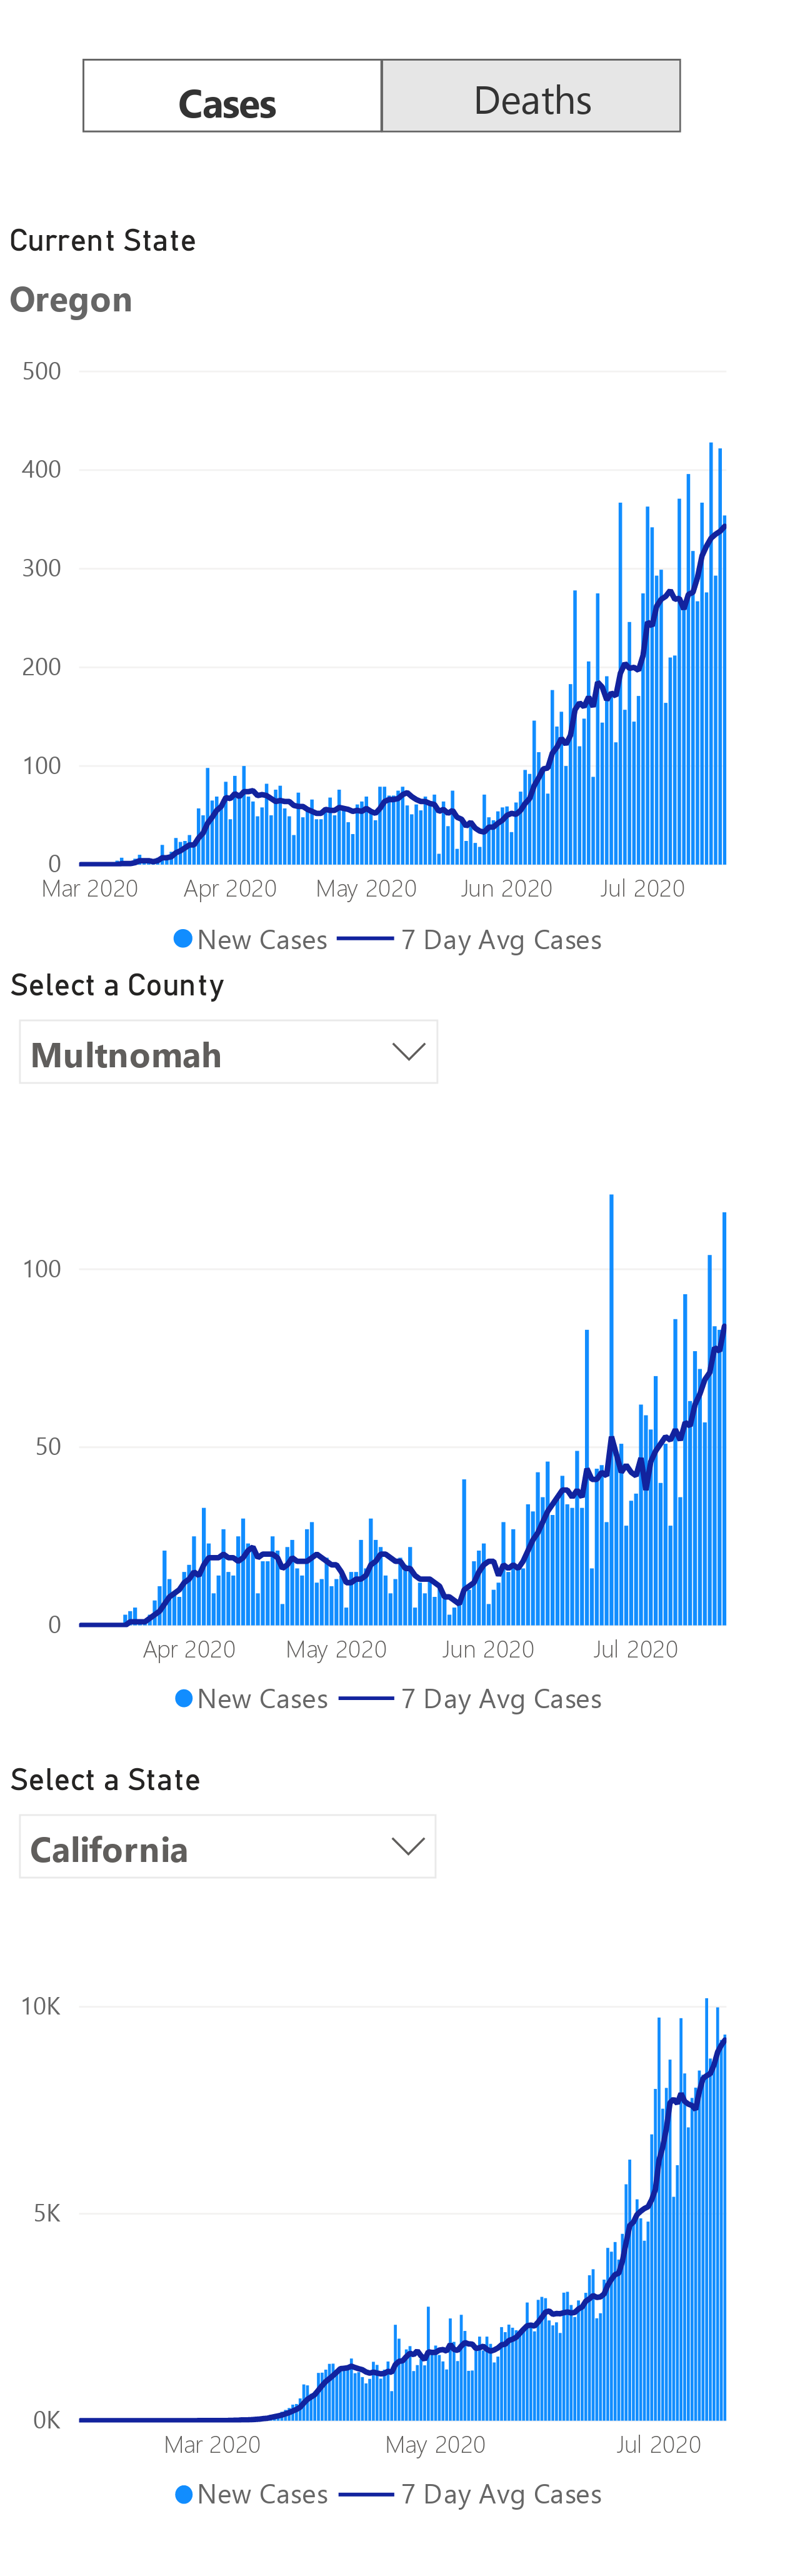 Cases Deaths
Current State
Oregon
500
400
300
200
100
0
Mar 2020 Apr 2020 May 2020 Jun 2020 Jul 2020
New Cases 7 Day Avg Cases
Select a County
Multnomah
100
50
0
Apr 2020 May 2020 Jun 2020 Jul 2020
New Cases 7 Day Avg Cases
Select a State
California
10K
5K
0K
Mar 2020 May 2020 Jul 2020
New Cases 7 Day Avg Cases